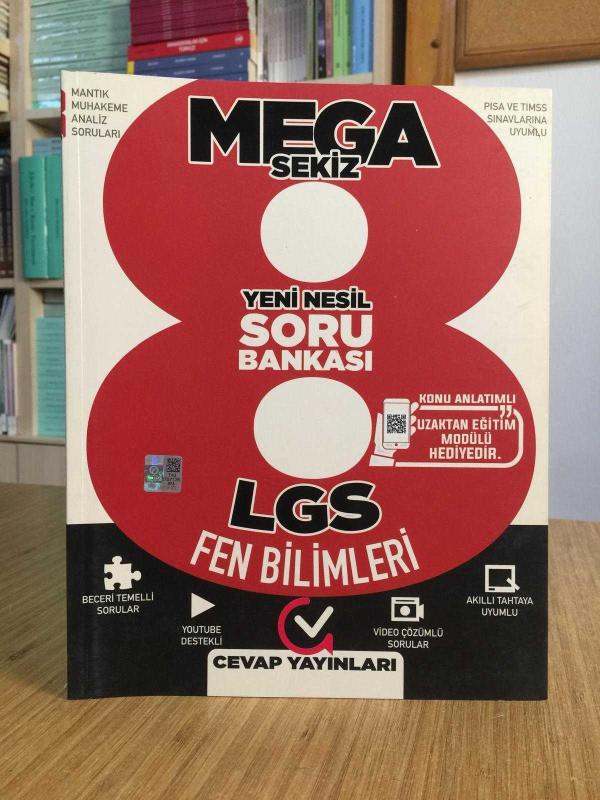 MANTIK
MUHAKEME
ANALİZ
SORULARI
PISA VE TIMSS
SINAVLARINA
UYUMLU
MEGA
SEKİZ
YENİ NESİL
SORU
BANKASI
KONU ANLATIMLI
UZAKTAN EĞİTİM
MODÜLÜ
HEDİYEDİR.
LGS
FEN BİLİMLERİ
BECERİ TEMELLİ
SORULAR
YOUTUBE
DESTEKLİ
VİDEO ÇÖZÜMLÜ
SORULAR
AKILLI TAHTAYA
UYUMLU
CEVAP YAYINLARI